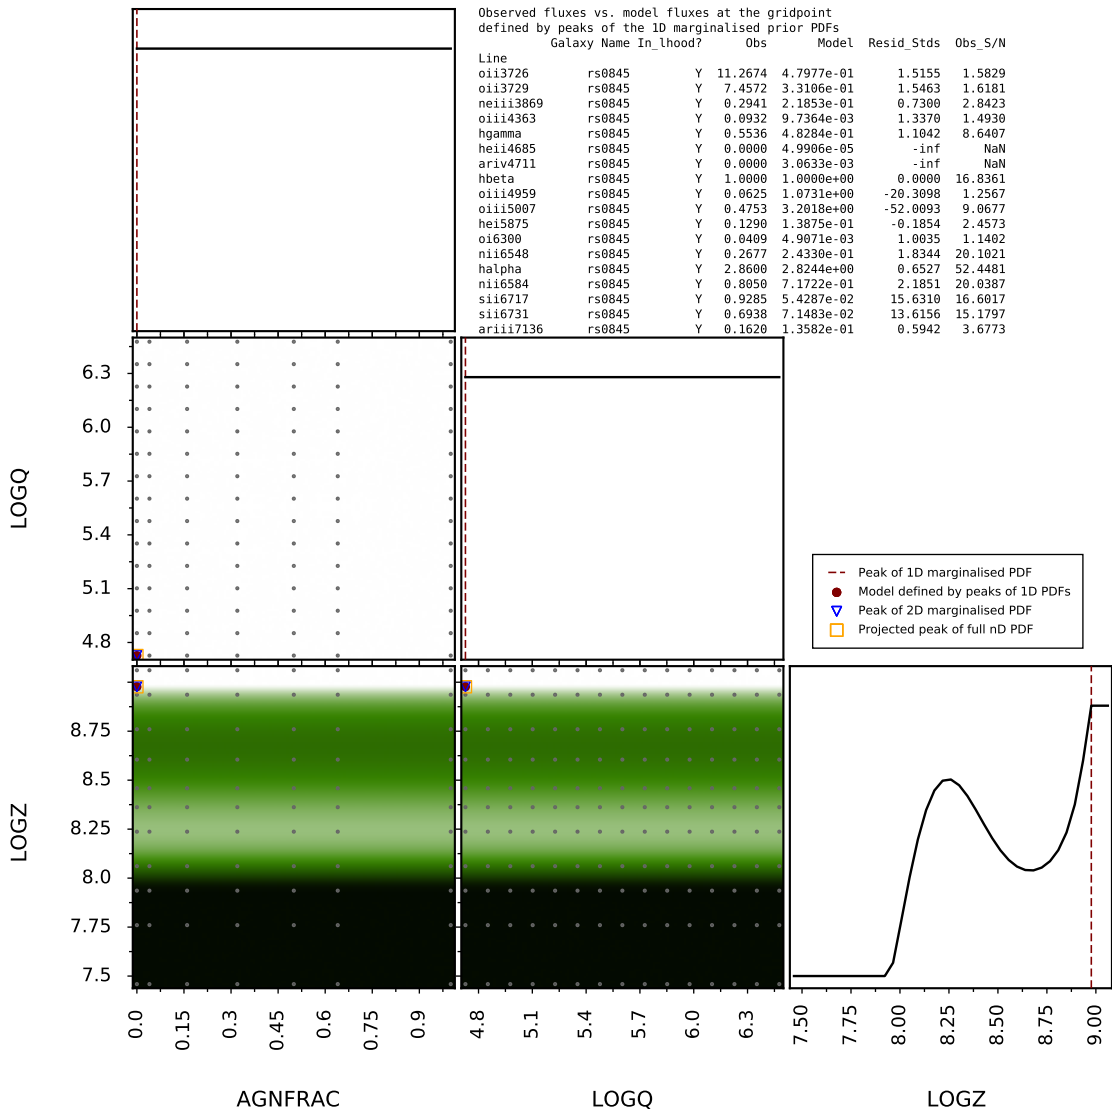 Observed fluxes vs. model fluxes at the gridpoint
defined by peaks of the 1D marginalised prior PDFs
Galaxy Name In_lhood? Obs Model Resid_Stds Obs_S/N
Line
oii3726 rs0845 Y 11.2674 4.7977e-01 1.5155 1.5829
oii3729 rs0845 Y 7.4572 3.3106e-01 1.5463 1.6181
neiii3869 rs0845 Y 0.2941 2.1853e-01 0.7300 2.8423
oiii4363 rs0845 Y 0.0932 9.7364e-03 1.3370 1.4930
hgamma rs0845 Y 0.5536 4.8284e-01 1.1042 8.6407
heii4685 rs0845 Y 0.0000 4.9906e-05 -inf NaN
ariv4711 rs0845 Y 0.0000 3.0633e-03 -inf NaN
hbeta rs0845 Y 1.0000 1.0000e+00 0.0000 16.8361
oiii4959 rs0845 Y 0.0625 1.0731e+00 -20.3098 1.2567
oiii5007 rs0845 Y 0.4753 3.2018e+00 -52.0093 9.0677
hei5875 rs0845 Y 0.1290 1.3875e-01 -0.1854 2.4573
oi6300 rs0845 Y 0.0409 4.9071e-03 1.0035 1.1402
nii6548 rs0845 Y 0.2677 2.4330e-01 1.8344 20.1021
halpha rs0845 Y 2.8600 2.8244e+00 0.6527 52.4481
nii6584 rs0845 Y 0.8050 7.1722e-01 2.1851 20.0387
sii6717 rs0845 Y 0.9285 5.4287e-02 15.6310 16.6017
sii6731 rs0845 Y 0.6938 7.1483e-02 13.6156 15.1797
ariii7136 rs0845 Y 0.1620 1.3582e-01 0.5942 3.6773
LOGQ
6.3
6.0
5.7
5.4
5.1
4.8
Peak of 1D marginalised PDF
Model defined by peaks of 1D PDFs
Peak of 2D marginalised PDF
Projected peak of full nD PDF
LOGZ
8.75
8.5
8.25
8.0
7.75
7.5
0.0 0.15 0.3 0.45 0.6 0.75 0.9
4.8 5.1 5.4 5.7 6.0 6.3
7.50 7.75 8.00 8.25 8.50 8.75 9.00
AGNFRAC LOGQ LOGZ